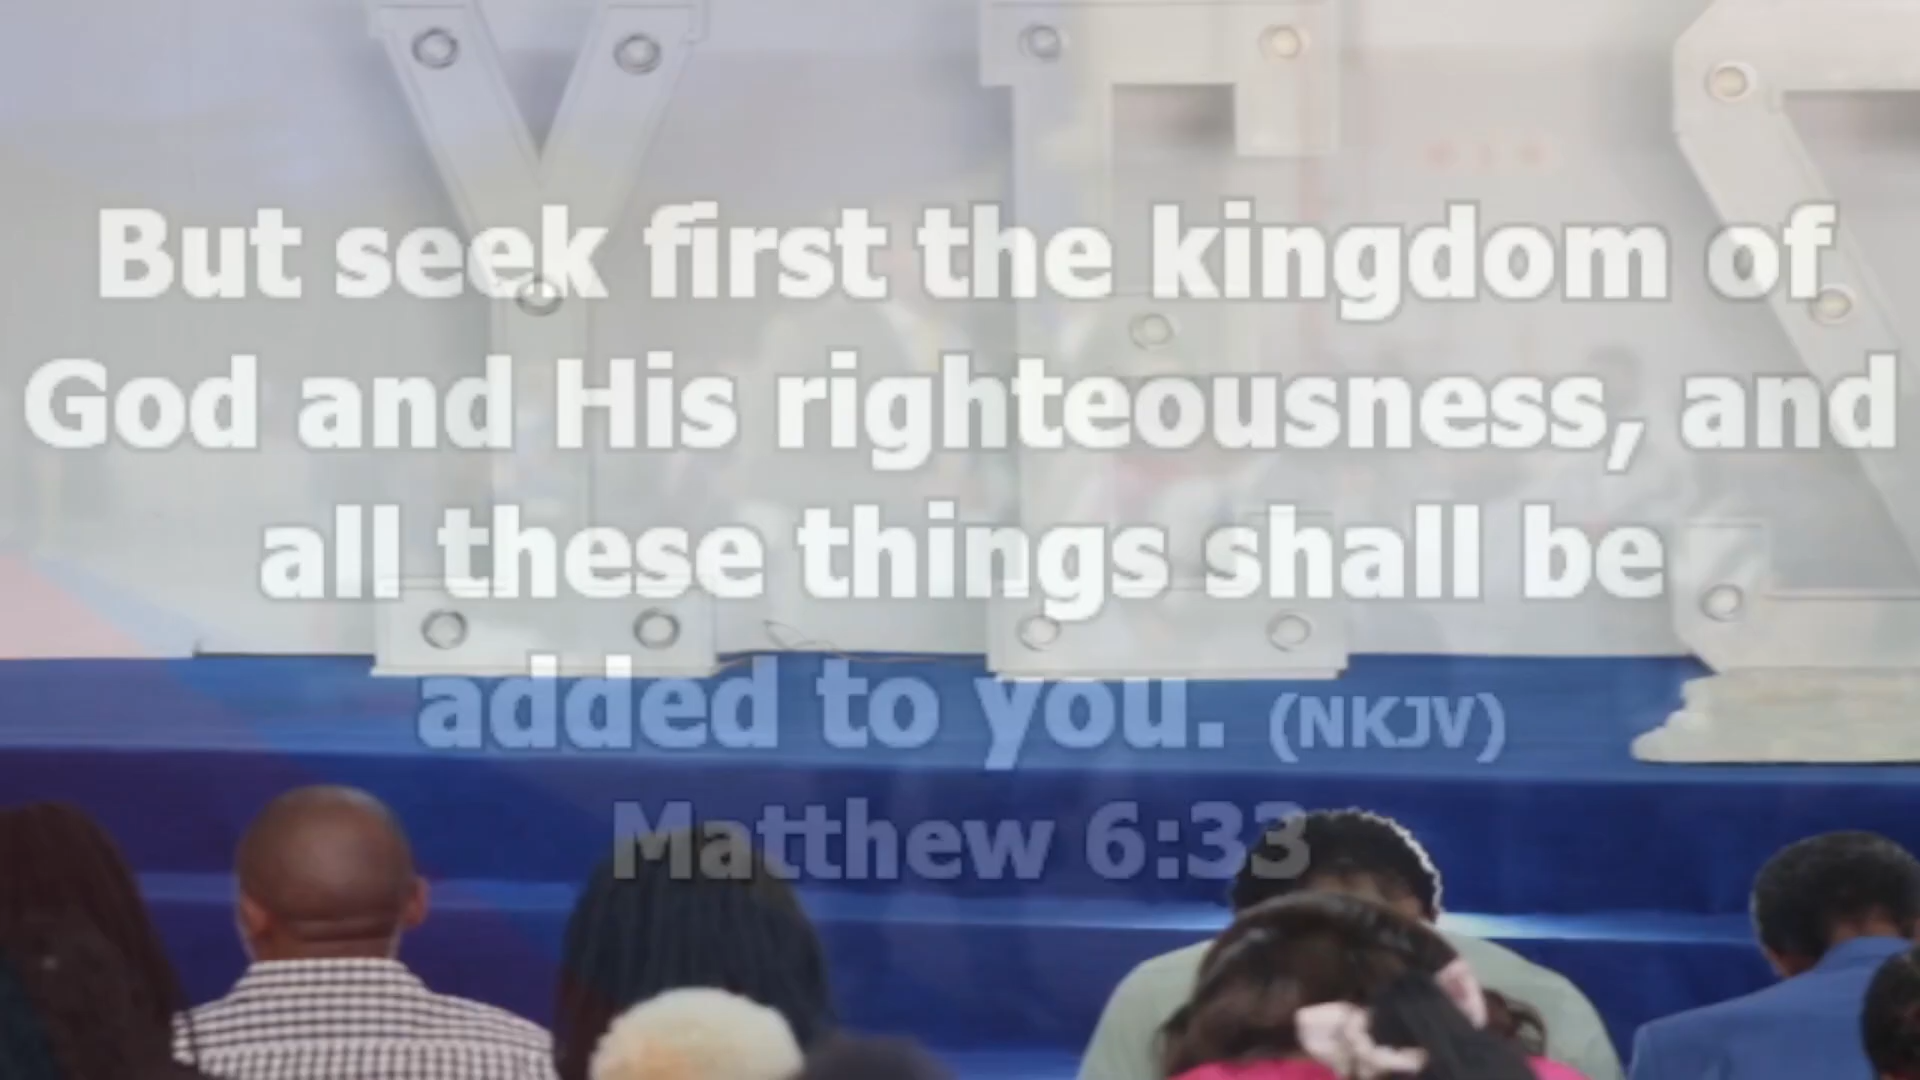 But seek first the kingdom of
God and His righteousness, and
all these things shall be
added to you. (NKJV)
Matthew 6:33